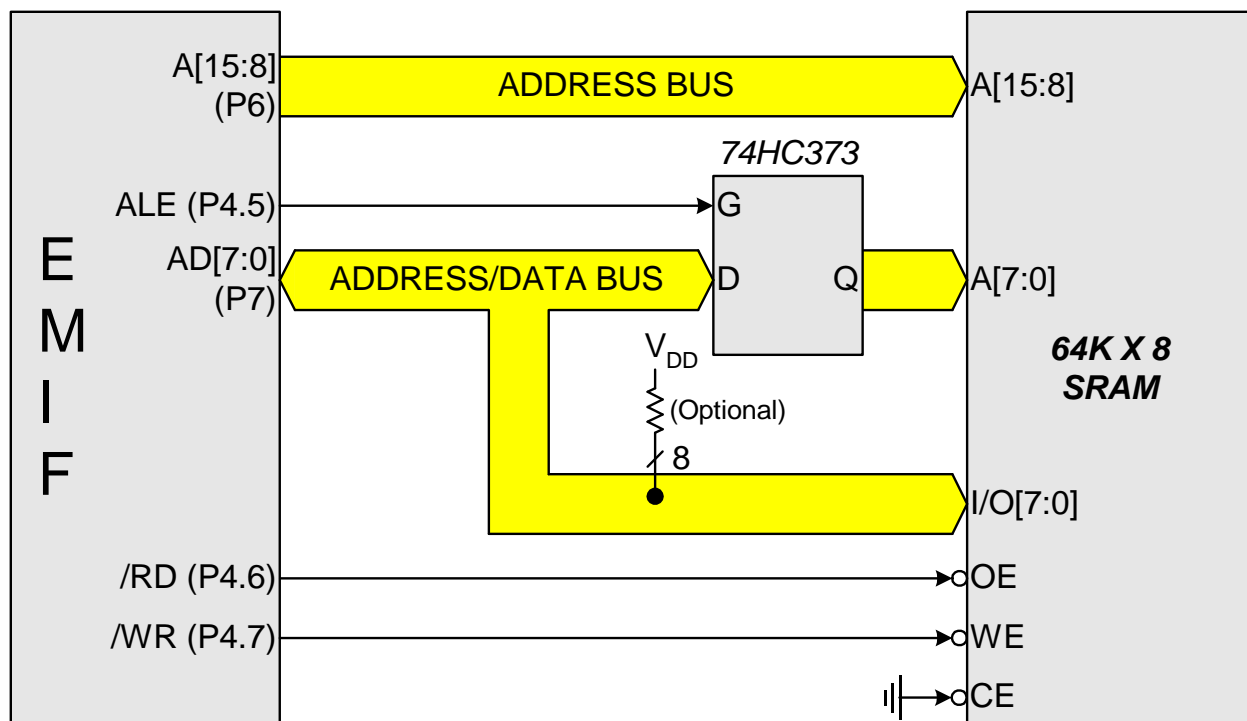 A[15:8]
(P6)
ADDRESS BUS
A[15:8]
74HC373
ALE (P4.5)
G
AD[7:0]
(P7)
ADDRESS/DATA BUS
D
Q
A[7:0]
E
M
I
F
VDD
(Optional)
8
64K X 8
SRAM
I/O[7:0]
/RD (P4.6)
OE
/WR (P4.7)
WE
CE